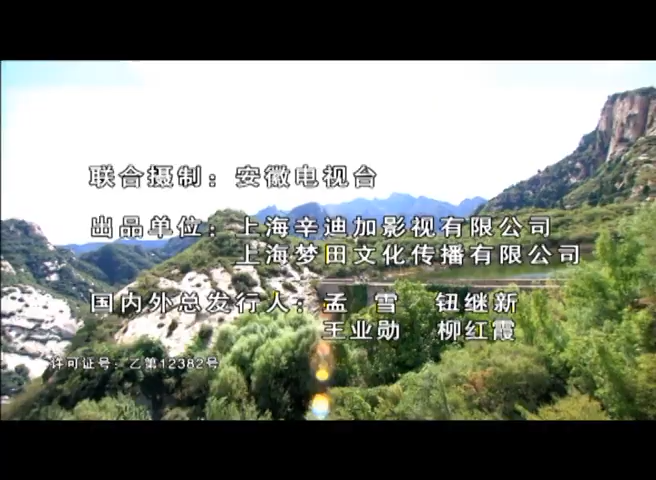 联合摄制：安徽电视台
出品单位：上海辛迪加影视有限公司
上海梦田文化传播有限公司
国内外总发行人：孟 雪 钮继新
王业勋 柳红霞
许可证号：乙第12382号